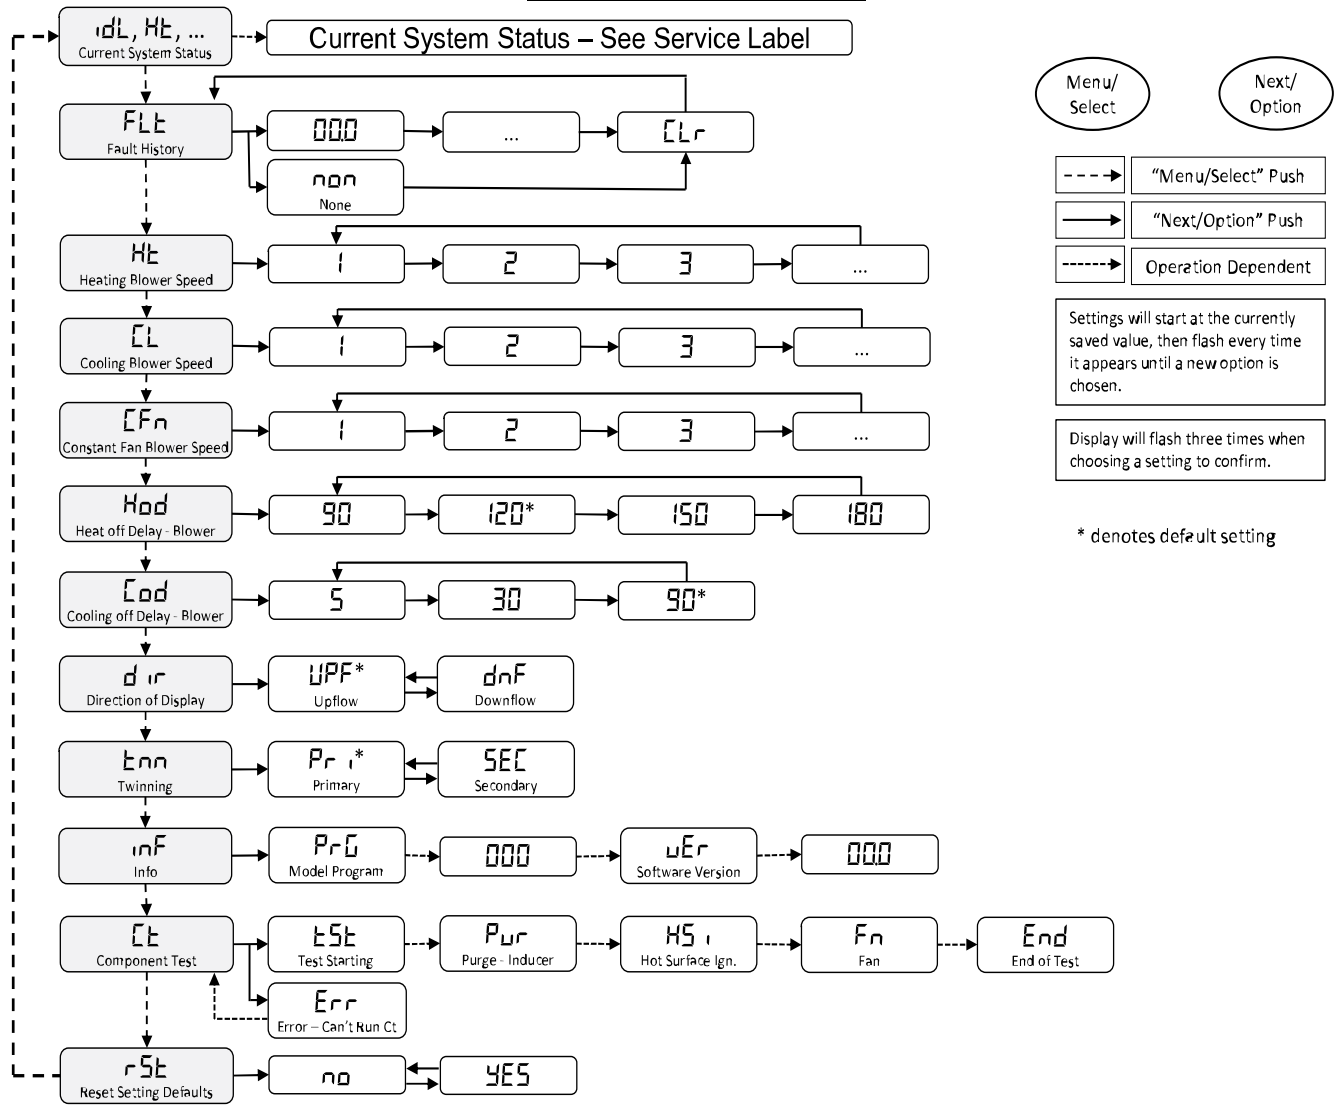 idL, Ht, ...
Current System Status
Current System Status – See Service Label
FLt
Fault History
00.0
...
CLr
non
None
Ht
Heating Blower Speed
1
2
3
...
CL
Cooling Blower Speed
1
2
3
...
CFn
Constant Fan Blower Speed
1
2
3
...
Hod
Heat off Delay - Blower
90
120*
150
180
Cod
Cooling off Delay - Blower
5
30
90*
dir
Direction of Display
UPF*
Upflow
dnF
Downflow
tnn
Twinning
Pri*
Primary
SEC
Secondary
inF
Info
PrG
Model Program
000
uEr
Software Version
00.0
Ct
Component Test
tSt
Test Starting
Pur
Purge - Inducer
HSi
Hot Surface Ign.
Fn
Fan
End
End of Test
Err
Error – Can't Run Ct
rSt
Reset Setting Defaults
no
YES
Menu/
Select
Next/
Option
"Menu/Select" Push
"Next/Option" Push
Operation Dependent
Settings will start at the currently
saved value, then flash every time
it appears until a new option is
chosen.
Display will flash three times when
choosing a setting to confirm.
* denotes default setting